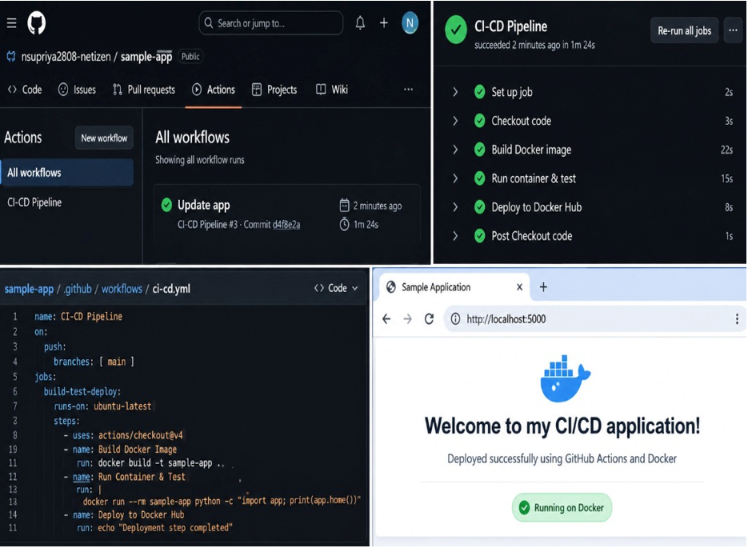 Search or jump to...
N
nsupriya2808-netizen / sample-app Public
Code Issues Pull requests Actions Projects Wiki ...
Actions
New workflow
All workflows
CI-CD Pipeline
All workflows
Showing all workflow runs
Update app
2 minutes ago
CI-CD Pipeline #3 · Commit d4f8e2a
1m 24s
CI-CD Pipeline
succeeded 2 minutes ago in 1m 24s
Re-run all jobs
...
Set up job 2s
Checkout code 3s
Build Docker image 22s
Run container & test 15s
Deploy to Docker Hub 8s
Post Checkout code 1s
sample-app / .github / workflows / ci-cd.yml
<> Code
1 name: CI-CD Pipeline
2 on:
3 push:
4 branches: [ main ]
5 jobs:
6 build-test-deploy:
7 runs-on: ubuntu-latest
3 steps:
8 - uses: actions/checkout@v4
19 - name: Build Docker Image
11 run: docker build -t sample-app ..
11 - name: Run Container & Test
12 run: |
13 docker run --rm sample-app python -c "import app; print(app.home())"
14 - name: Deploy to Docker Hub
11 run: echo "Deployment step completed"
Sample Application
http://localhost:5000
Welcome to my CI/CD application!
Deployed successfully using GitHub Actions and Docker
Running on Docker